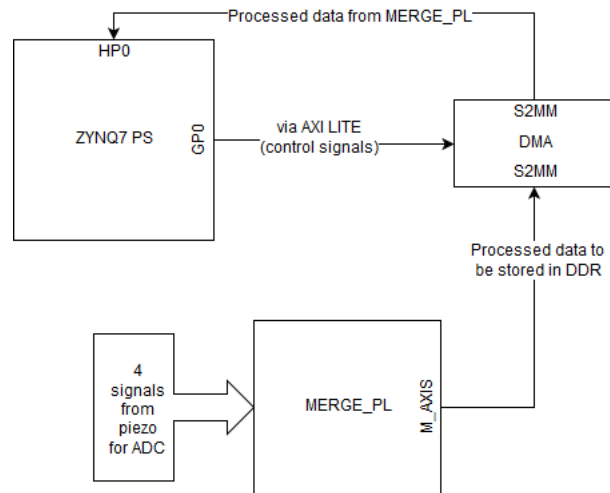 Processed data from MERGE_PL
HP0
ZYNQ7 PS
GP0
via AXI LITE
(control signals)
S2MM
DMA
S2MM
Processed data to
be stored in DDR
4
signals
from
piezo
for ADC
MERGE_PL
M_AXIS